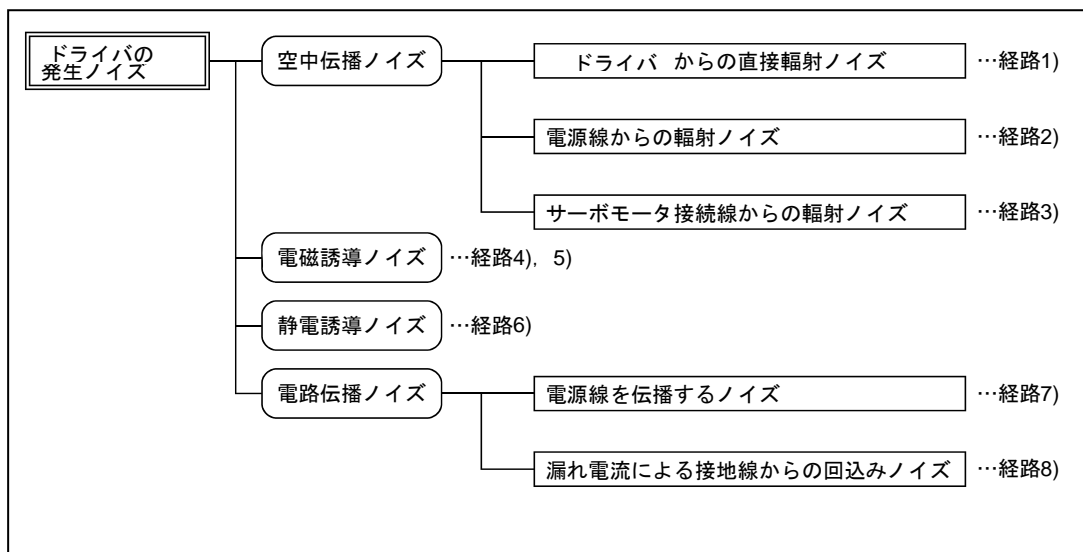 ドライバの
発生ノイズ
空中伝播ノイズ
ドライバ からの直接輻射ノイズ …経路1)
電源線からの輻射ノイズ …経路2)
サーボモータ接続線からの輻射ノイズ …経路3)
電磁誘導ノイズ …経路4)，5)
静電誘導ノイズ …経路6)
電路伝播ノイズ
電源線を伝播するノイズ …経路7)
漏れ電流による接地線からの回込みノイズ …経路8)